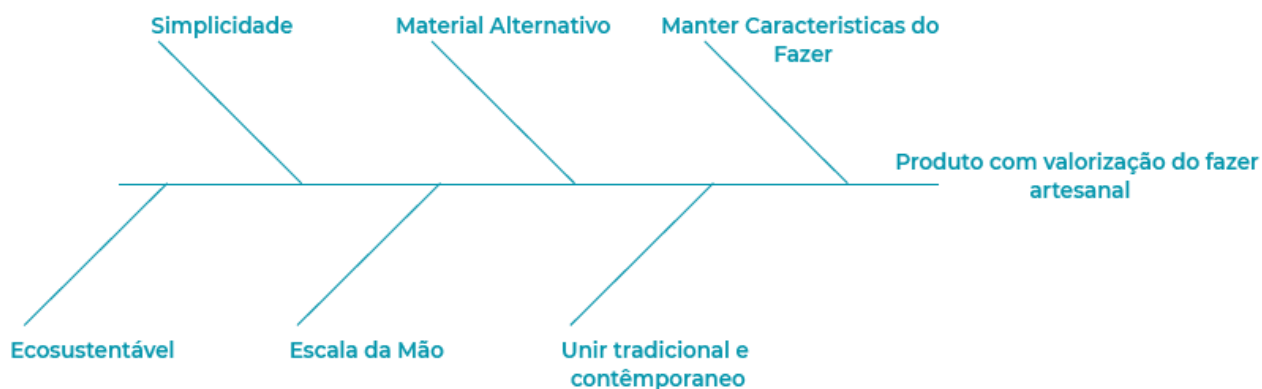 Simplicidade
Material Alternativo
Manter Caracteristicas do
Fazer
Produto com valorização do fazer
artesanal
Ecosustentável
Escala da Mão
Unir tradicional e
contêmporaneo